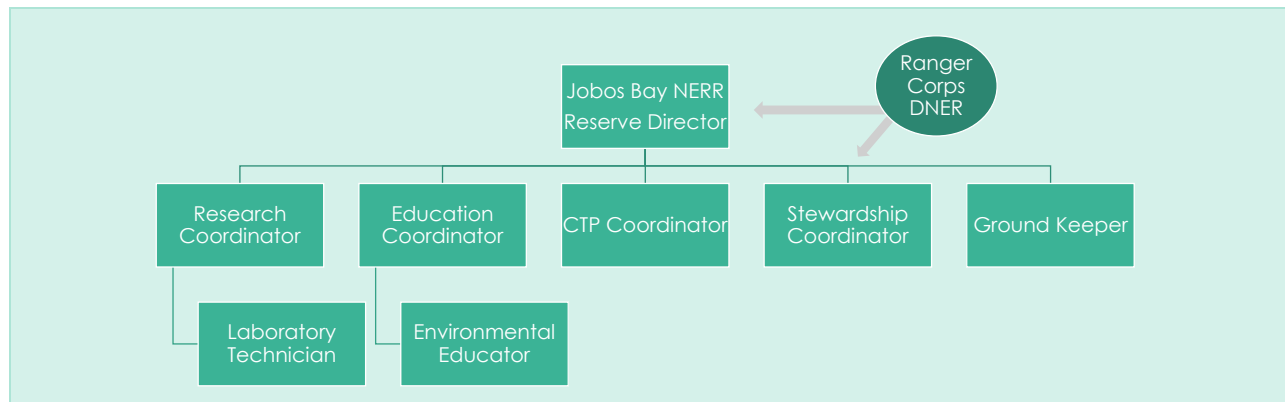 Ranger
Corps
DNER
Jobos Bay NERR
Reserve Director
Research
Coordinator
Education
Coordinator
CTP Coordinator
Stewardship
Coordinator
Ground Keeper
Laboratory
Technician
Environmental
Educator